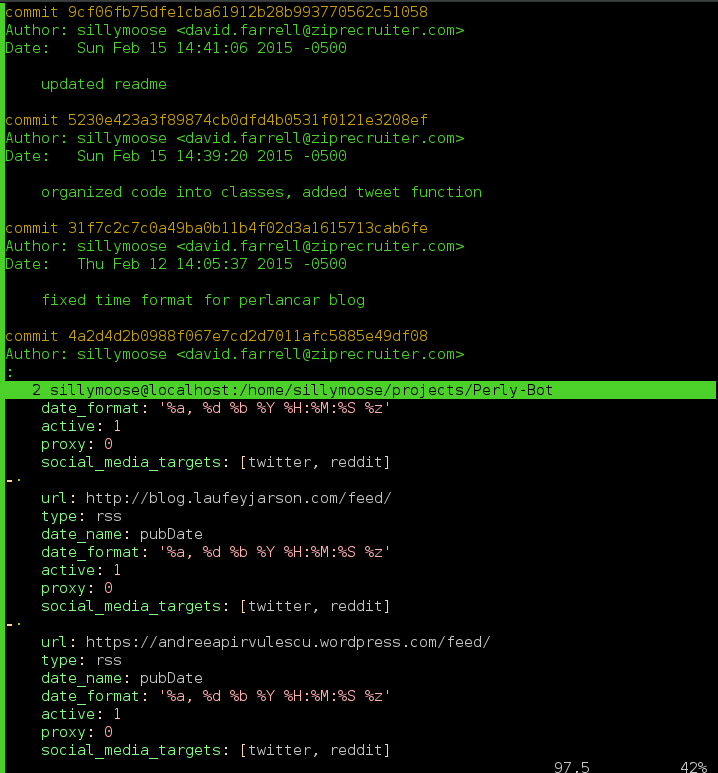 commit 9cf06fb75dfe1cba61912b28b993770562c51058
Author: sillymoose <david.farrell@ziprecruiter.com>
Date:   Sun Feb 15 14:41:06 2015 -0500
    updated readme
commit 5230e423a3f89874cb0dfd4b0531f0121e3208ef
Author: sillymoose <david.farrell@ziprecruiter.com>
Date:   Sun Feb 15 14:39:20 2015 -0500
    organized code into classes, added tweet function
commit 31f7c2c7c0a49ba0b11b4f02d3a1615713cab6fe
Author: sillymoose <david.farrell@ziprecruiter.com>
Date:   Thu Feb 12 14:05:37 2015 -0500
    fixed time format for perlancar blog
commit 4a2d4d2b0988f067e7cd2d7011afc5885e49df08
Author: sillymoose <david.farrell@ziprecruiter.com>
:
   2 sillymoose@localhost:/home/sillymoose/projects/Perly-Bot
    date_format: '%a, %d %b %Y %H:%M:%S %z'
    active: 1
    proxy: 0
    social_media_targets: [twitter, reddit]
-
    url: http://blog.laufeyjarson.com/feed/
    type: rss
    date_name: pubDate
    date_format: '%a, %d %b %Y %H:%M:%S %z'
    active: 1
    proxy: 0
    social_media_targets: [twitter, reddit]
-
    url: https://andreeapirvulescu.wordpress.com/feed/
    type: rss
    date_name: pubDate
    date_format: '%a, %d %b %Y %H:%M:%S %z'
    active: 1
    proxy: 0
    social_media_targets: [twitter, reddit]
97,5          42%